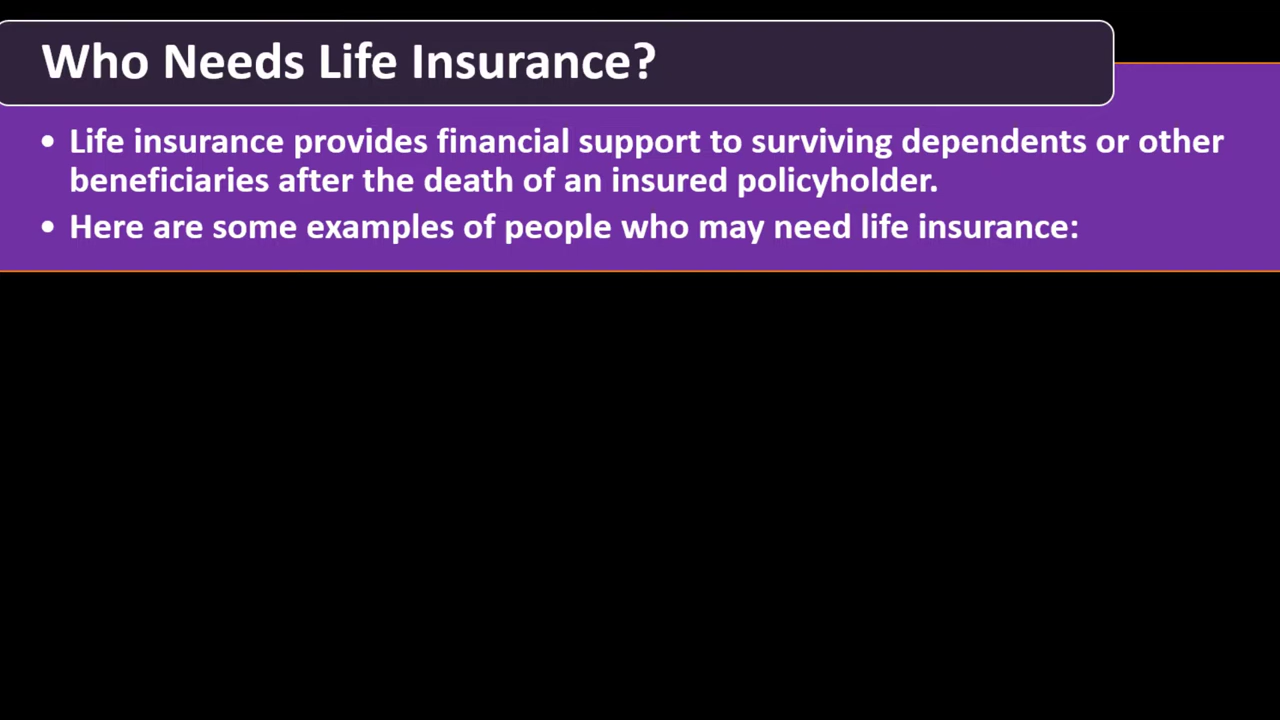 Who Needs Life Insurance?
• Life insurance provides financial support to surviving dependents or other
beneficiaries after the death of an insured policyholder.
• Here are some examples of people who may need life insurance: